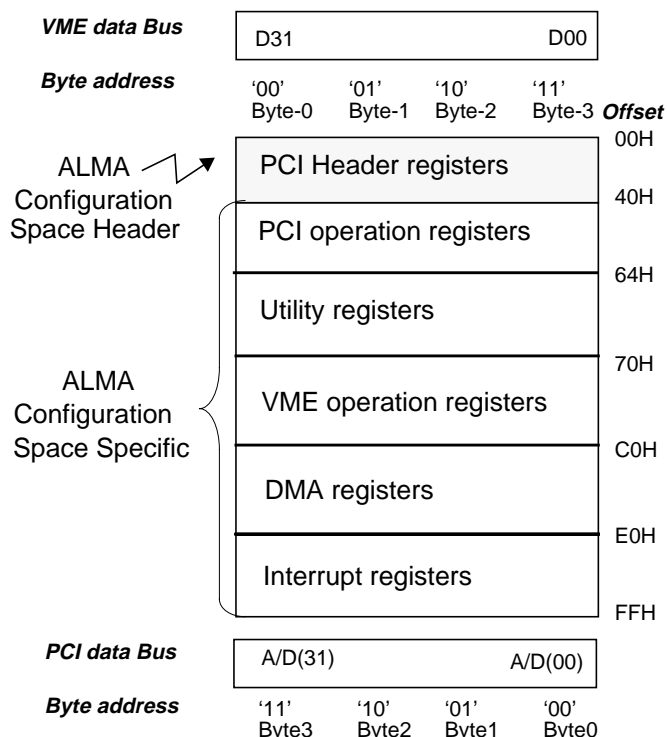 VME data Bus
D31 D00
Byte address
‘00’ ‘01’ ‘10’ ‘11’
Byte-0 Byte-1 Byte-2 Byte-3 Offset
00H
ALMA
Configuration
Space Header
PCI Header registers
40H
PCI operation registers
64H
Utility registers
70H
ALMA
Configuration
Space Specific
VME operation registers
C0H
DMA registers
E0H
Interrupt registers
FFH
PCI data Bus
A/D(31) A/D(00)
Byte address
‘11’ ‘10’ ‘01’ ‘00’
Byte3 Byte2 Byte1 Byte0